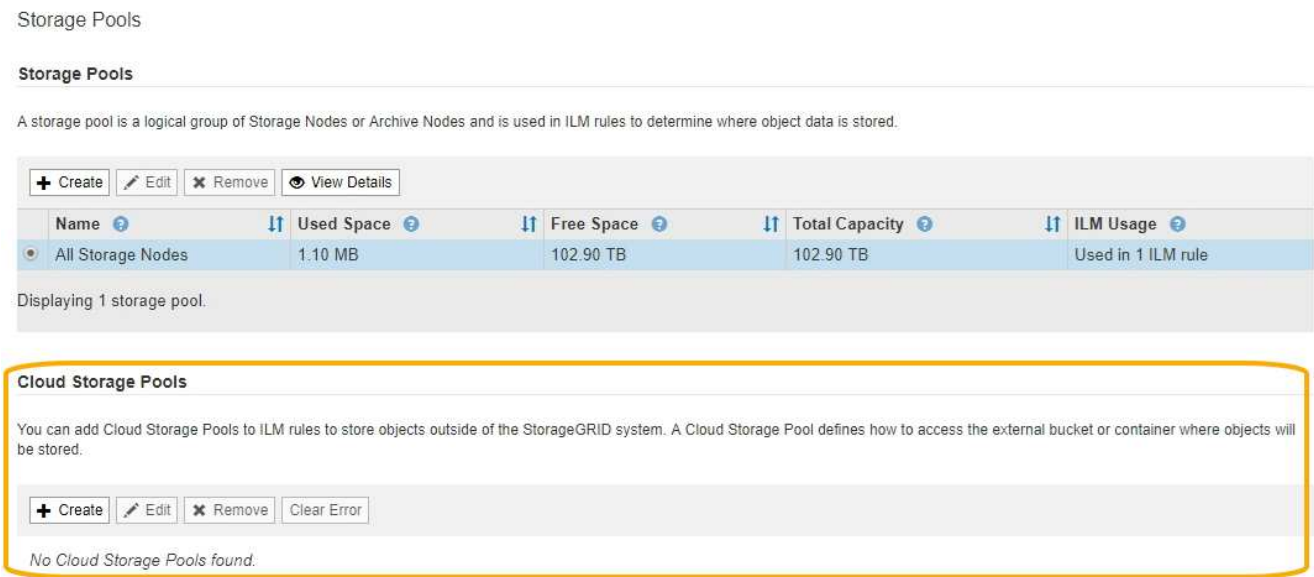 Storage Pools
Storage Pools
A storage pool is a logical group of Storage Nodes or Archive Nodes and is used in ILM rules to determine where object data is stored.
Create Edit Remove View Details
Name Used Space Free Space Total Capacity ILM Usage
All Storage Nodes 1.10 MB 102.90 TB 102.90 TB Used in 1 ILM rule
Displaying 1 storage pool.
Cloud Storage Pools
You can add Cloud Storage Pools to ILM rules to store objects outside of the StorageGRID system. A Cloud Storage Pool defines how to access the external bucket or container where objects will
be stored.
Create Edit Remove Clear Error
No Cloud Storage Pools found.